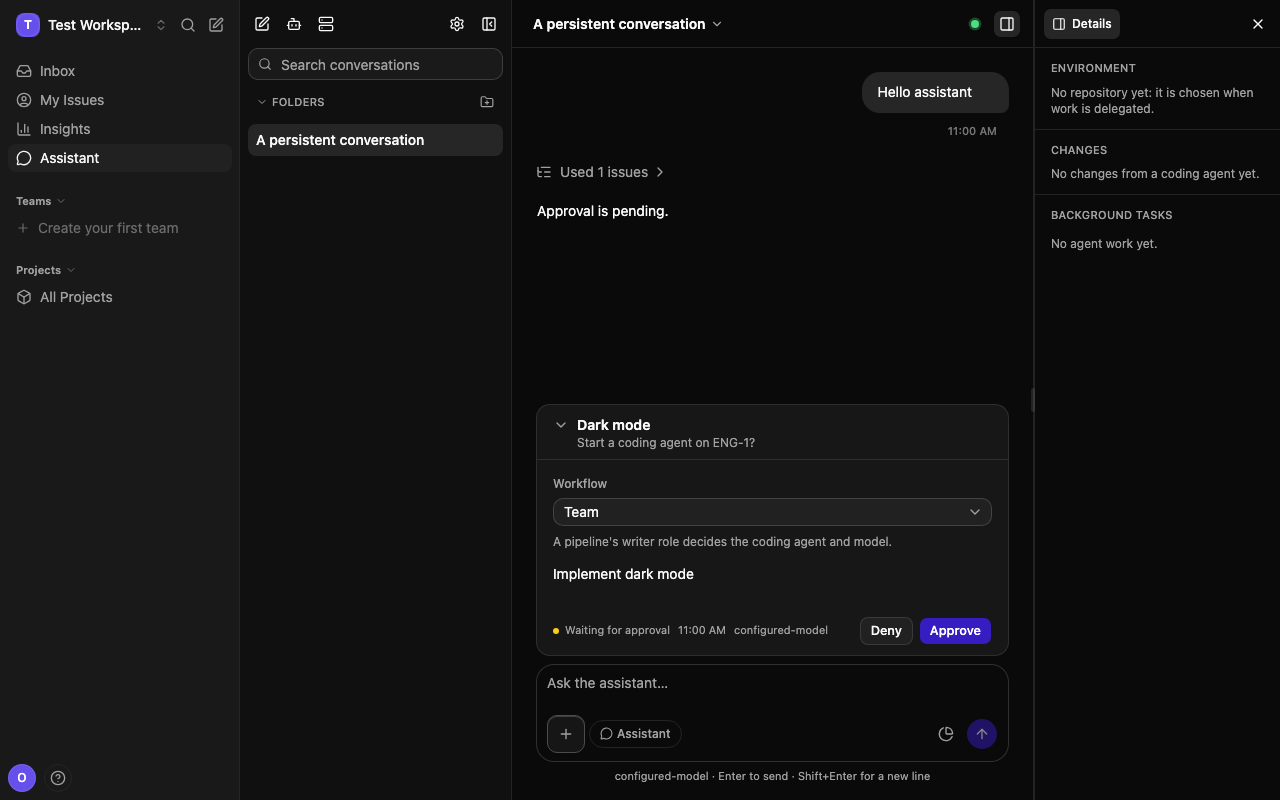 T
Test Worksp...
Inbox
My Issues
Insights
Assistant
Teams
Create your first team
Projects
All Projects
O
Search conversations
FOLDERS
A persistent conversation
A persistent conversation
Hello assistant
11:00 AM
Used 1 issues
Approval is pending.
Dark mode
Start a coding agent on ENG-1?
Workflow
Team
A pipeline's writer role decides the coding agent and model.
Implement dark mode
Waiting for approval 11:00 AM configured-model
Deny
Approve
Ask the assistant...
Assistant
configured-model · Enter to send · Shift+Enter for a new line
Details
ENVIRONMENT
No repository yet: it is chosen when
work is delegated.
CHANGES
No changes from a coding agent yet.
BACKGROUND TASKS
No agent work yet.